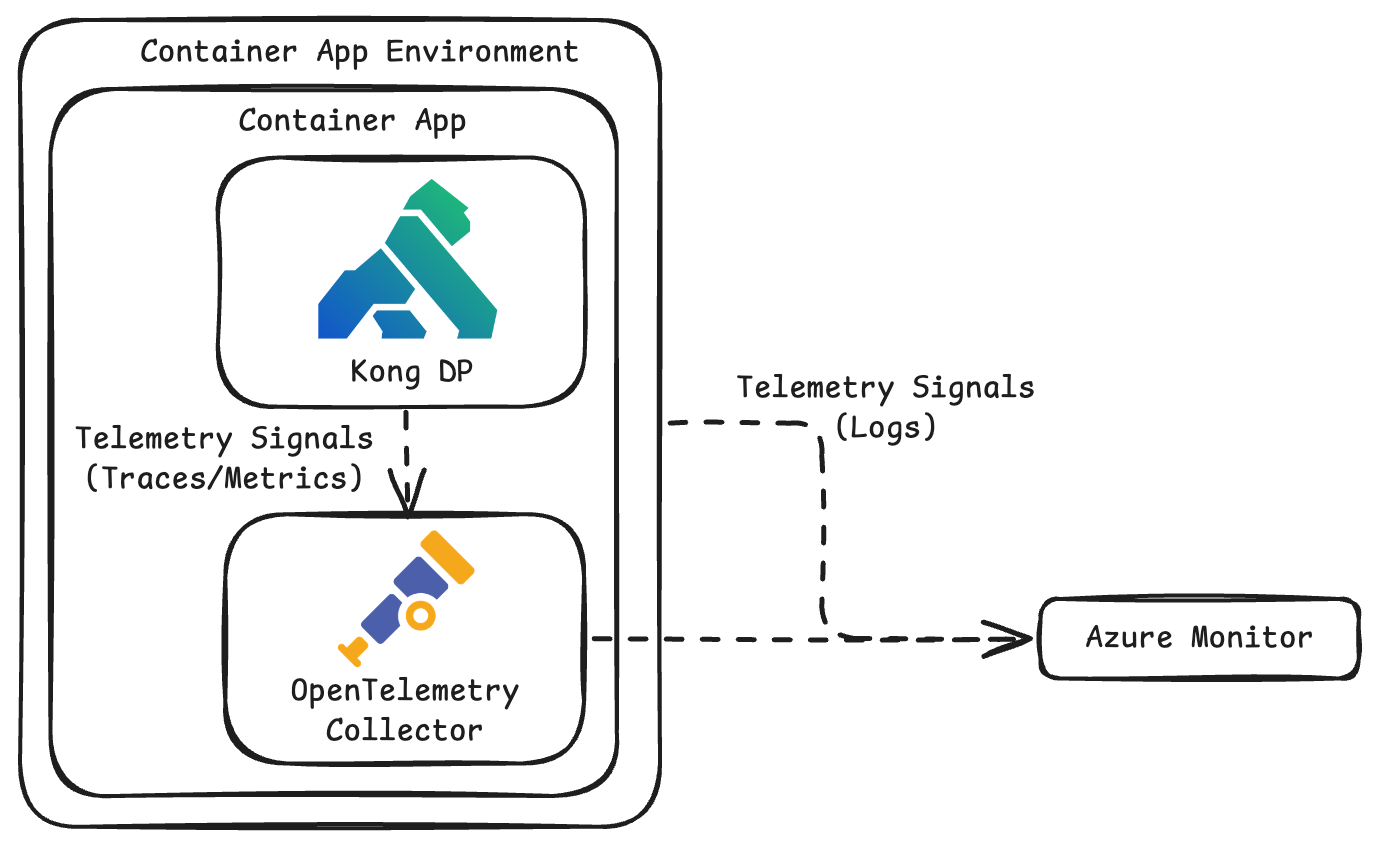 Container App Environment
Container App
Kong DP
Telemetry Signals
(Logs)
Telemetry Signals
(Traces/Metrics)
OpenTelemetry
Collector
Azure Monitor